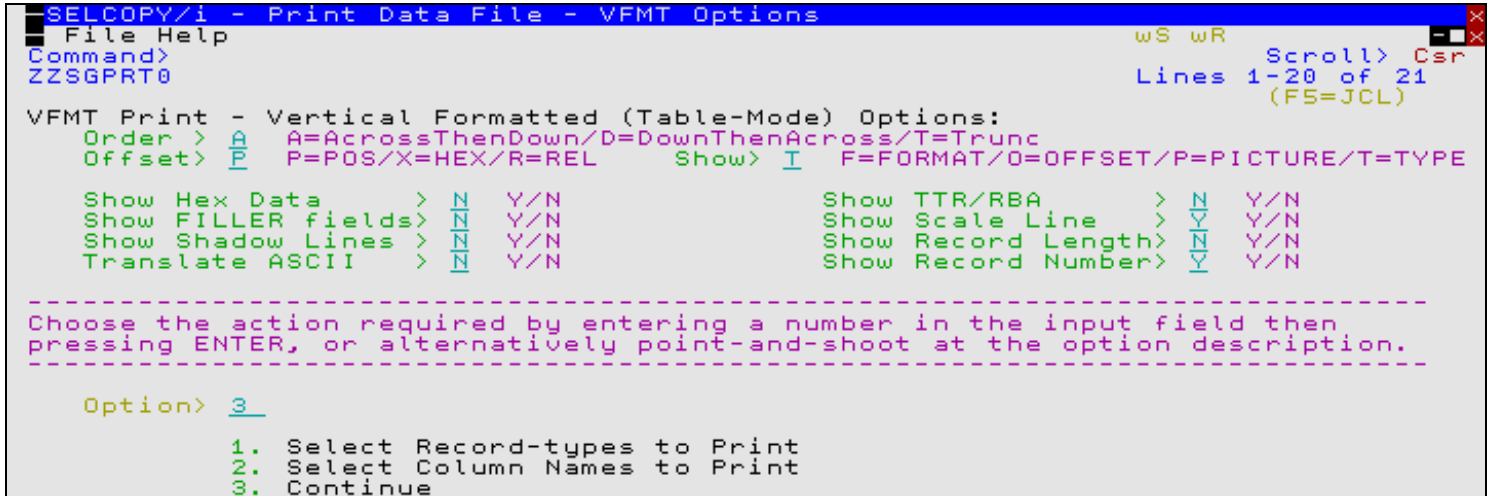 SELCOPY/i - Print Data File - VFMT Options
File Help wS wR
Command> Scroll> Csr
ZZSGPRT0 Lines 1-20 of 21
(F5=JCL)
VFMT Print - Vertical Formatted (Table-Mode) Options:
Order > A A=AcrossThenDown/D=DownThenAcross/T=Trunc
Offset> P P=POS/X=HEX/R=REL Show> T F=FORMAT/O=OFFSET/P=PICTURE/T=TYPE
Show Hex Data > N Y/N Show TTR/RBA > N Y/N
Show FILLER fields> N Y/N Show Scale Line > Y Y/N
Show Shadow Lines > N Y/N Show Record Length> N Y/N
Translate ASCII > N Y/N Show Record Number> Y Y/N
--------------------------------------------------------------------------
Choose the action required by entering a number in the input field then
pressing ENTER, or alternatively point-and-shoot at the option description.
--------------------------------------------------------------------------
Option> 3
1. Select Record-types to Print
2. Select Column Names to Print
3. Continue